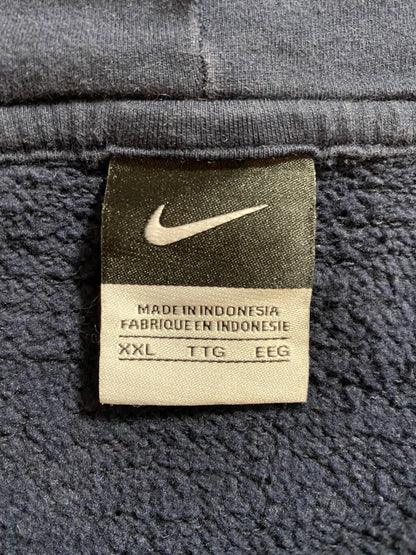 MADE IN INDONESIA
FABRIQUE EN INDONESIE
XXL TTG EEG